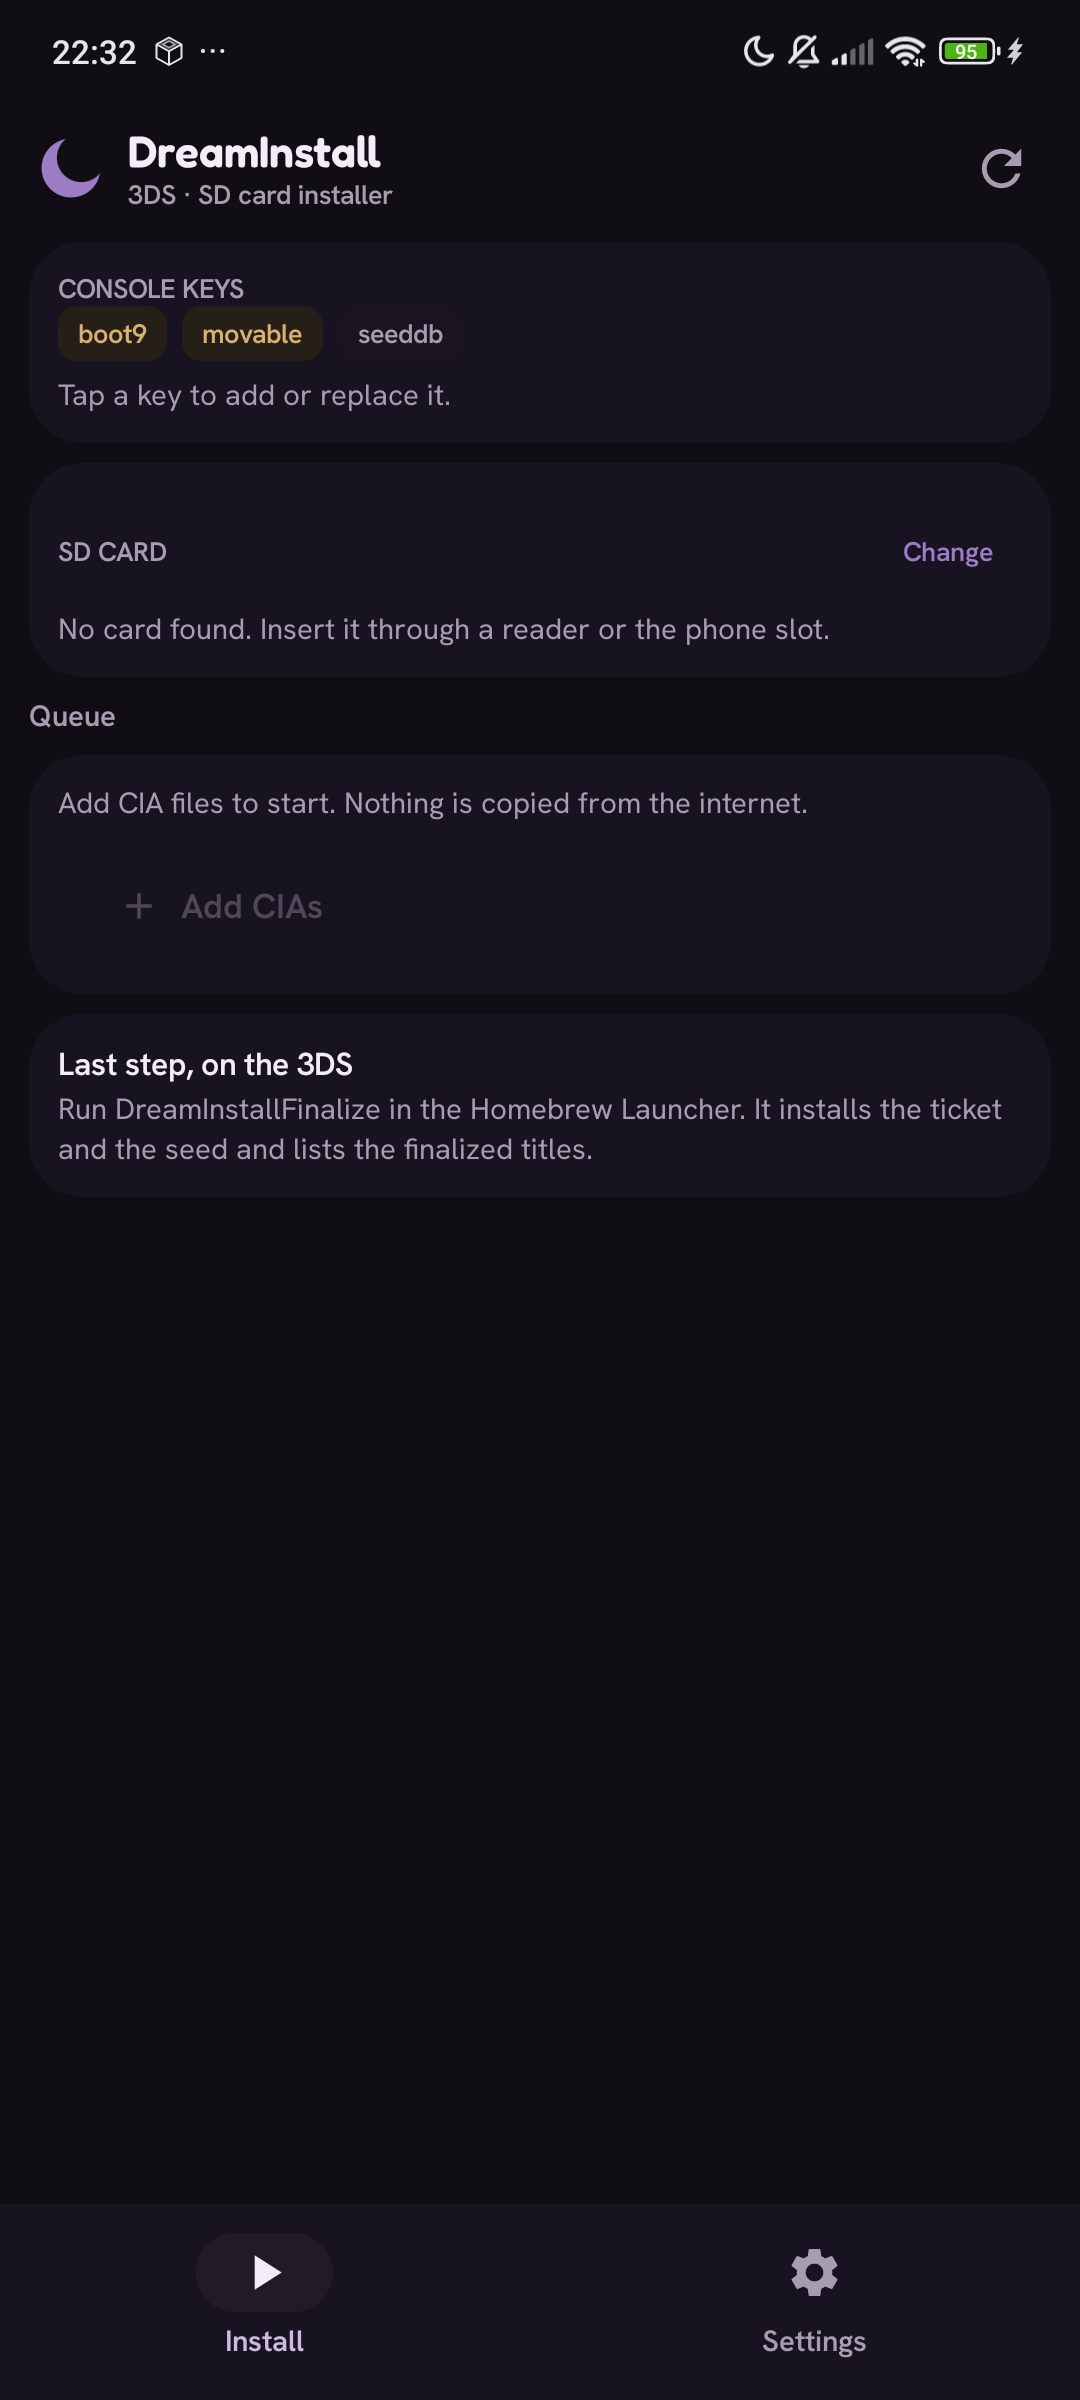 22:32
95
DreamInstall
3DS · SD card installer
CONSOLE KEYS
boot9 movable seeddb
Tap a key to add or replace it.
SD CARD Change
No card found. Insert it through a reader or the phone slot.
Queue
Add CIA files to start. Nothing is copied from the internet.
+ Add CIAs
Last step, on the 3DS
Run DreamInstallFinalize in the Homebrew Launcher. It installs the ticket
and the seed and lists the finalized titles.
Install Settings